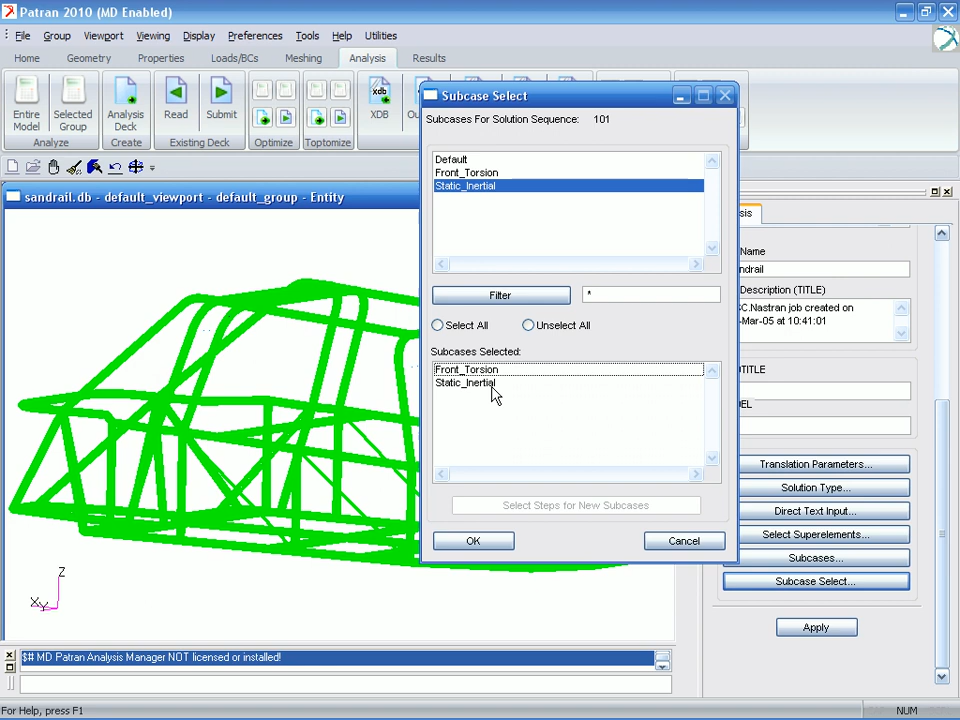 Patran 2010 (MD Enabled)
File Group Viewport Viewing Display Preferences Tools Help Utilities
Home Geometry Properties Loads/BCs Meshing Analysis Results
Entire Model
Selected Group
Analysis Deck
Read
Submit
xdb
XDB
Analyze
Create
Existing Deck
Optimize
Toptomize
sandrail.db - default_viewport - default_group - Entity
Z
X
Y
Subcase Select
Subcases For Solution Sequence: 101
Default
Front_Torsion
Static_Inertial
Filter
*
Select All
Unselect All
Subcases Selected:
Front_Torsion
Static_Inertial
Select Steps for New Subcases
OK
Cancel
sis
Name
ndrail
Description (TITLE)
SC.Nastran job created on
-Mar-05 at 10:41:01
TITLE
EL
Translation Parameters...
Solution Type...
Direct Text Input...
Select Superelements...
Subcases...
Subcase Select...
Apply
$# MD Patran Analysis Manager NOT licensed or installed!
For Help, press F1
NUM